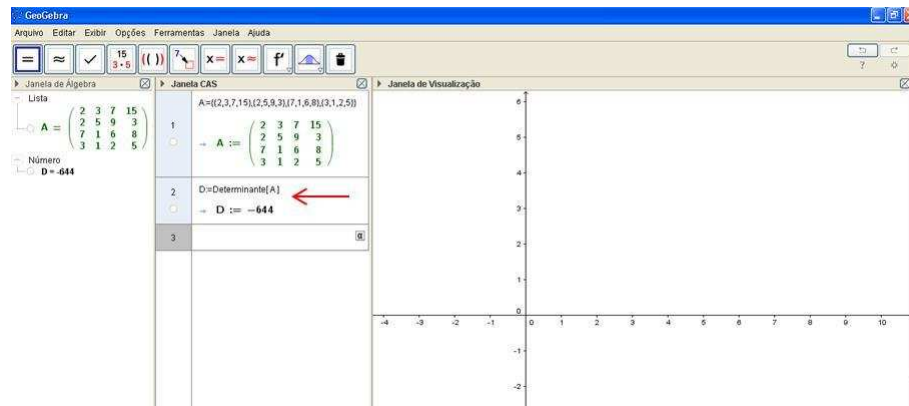 GeoGebra
Arquivo Editar Exibir Opções Ferramentas Janela Ajuda
= ≈ ✓ 15 3·5 (( )) 7 x= x≈ f'
?
Janela de Álgebra
Lista
A = ( 2 3 7 15
2 5 9 3
7 1 6 8
3 1 2 5 )
Número
D = -644
Janela CAS
1
A:=((2,3,7,15),(2,5,9,3),(7,1,6,8),(3,1,2,5))
→ A := ( 2 3 7 15
2 5 9 3
7 1 6 8
3 1 2 5 )
2
D:=Determinante[A]
→ D := −644
3
α
Janela de Visualização
6
5
4
3
2
1
0
-1
-2
-4 -3 -2 -1 0 1 2 3 4 5 6 7 8 9 10